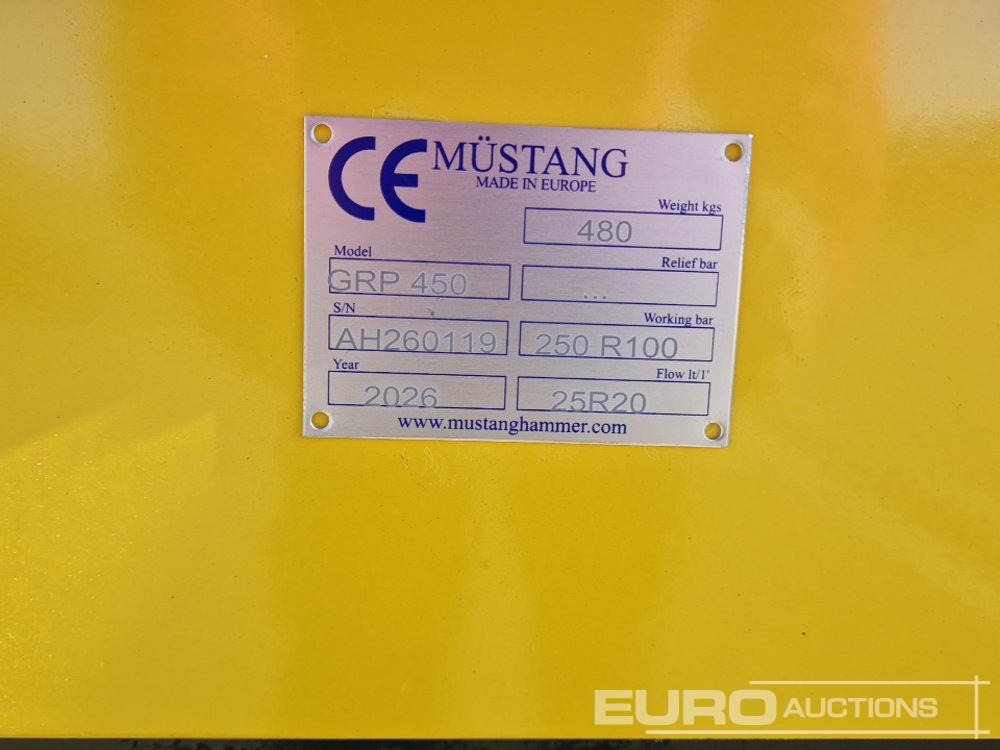 CE MÜSTANG
MADE IN EUROPE
Weight kgs
480
Model
GRP 450
Relief bar
...
S/N
AH260119
Working bar
250 R100
Year
2026
Flow lt/1'
25R20
www.mustanghammer.com
EURO AUCTIONS